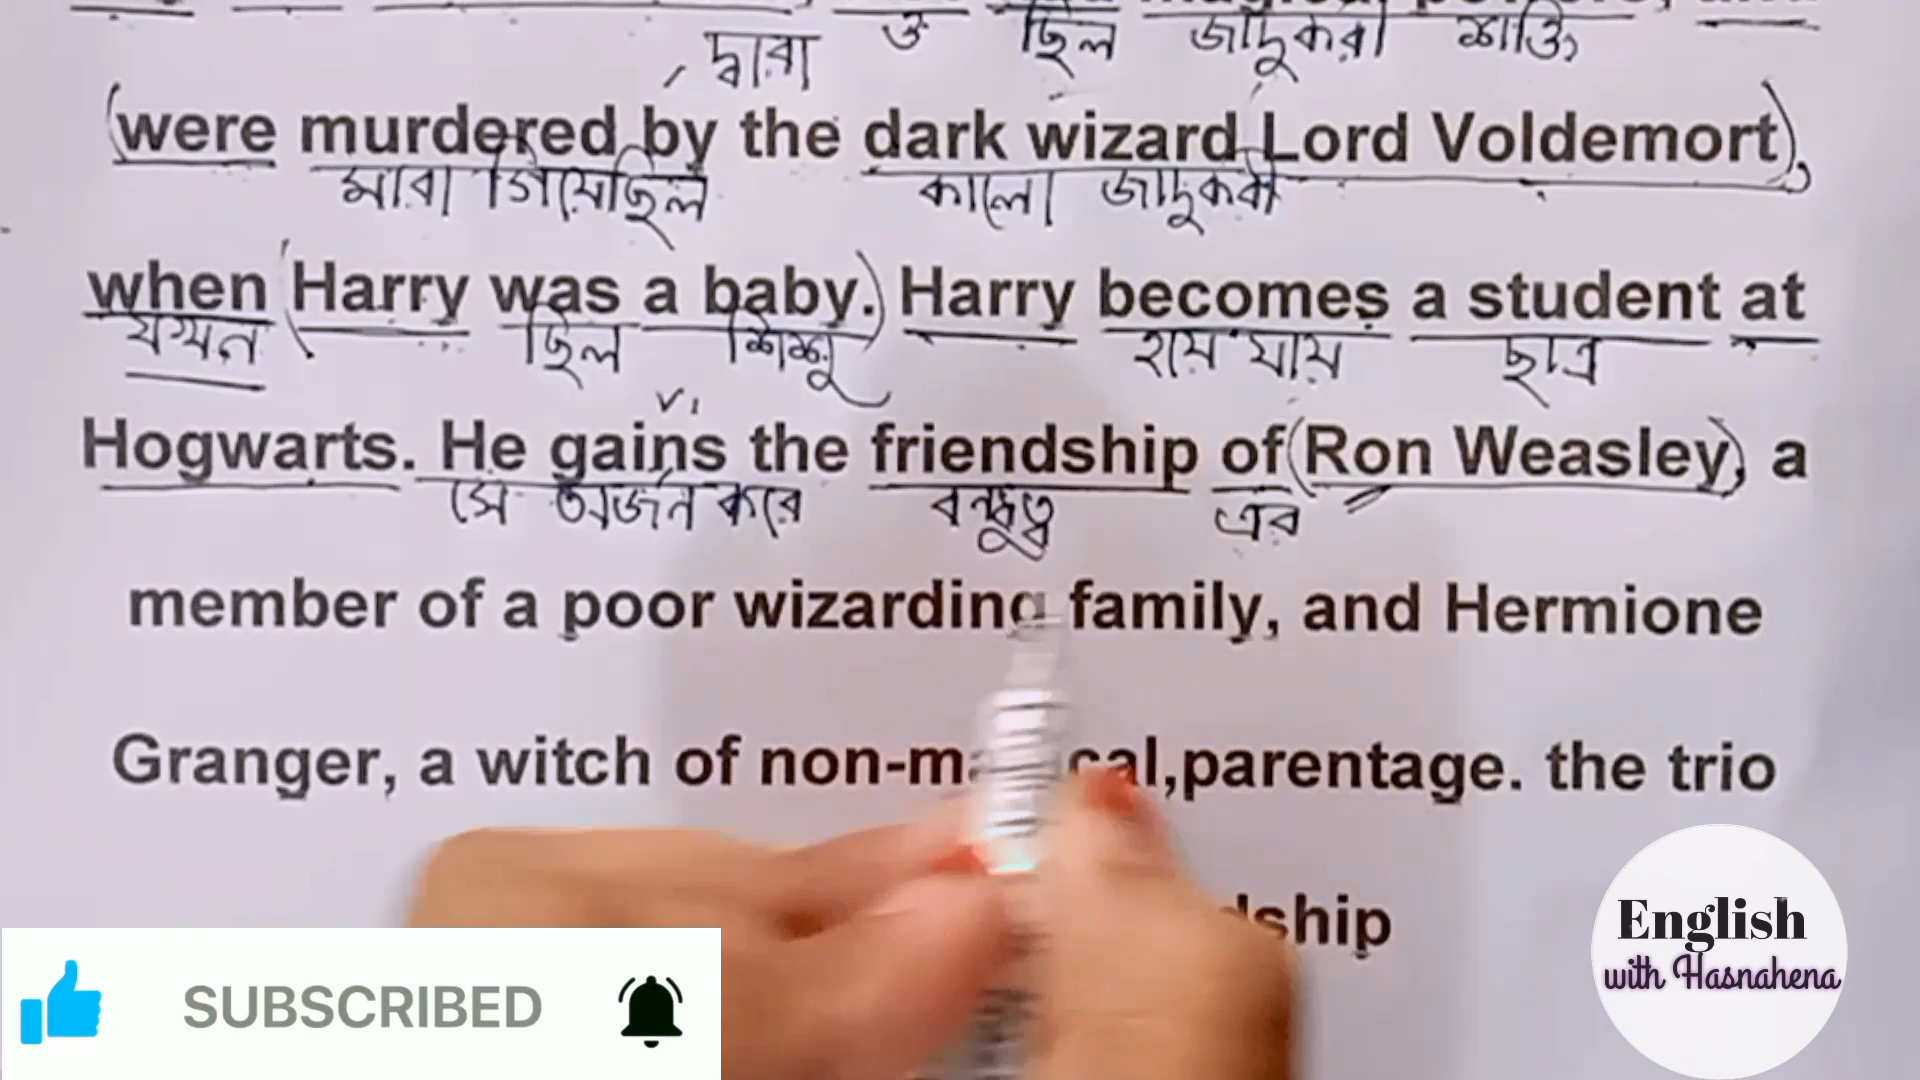 দ্বারা ও ছিল জাদুকরী শক্তি
were murdered by the dark wizard Lord Voldemort),
মারা গিয়েছিল কালো জাদুকরী
when (Harry was a baby.) Harry becomes a student at
যখন ছিল শিশু হয়ে যায় ছাত্র
Hogwarts. He gains the friendship of (Ron Weasley), a
সে অর্জন করে বন্ধুত্ব এর
member of a poor wizarding family, and Hermione
Granger, a witch of non-magical,parentage. the trio
SUBSCRIBED
English
with Hasnahena